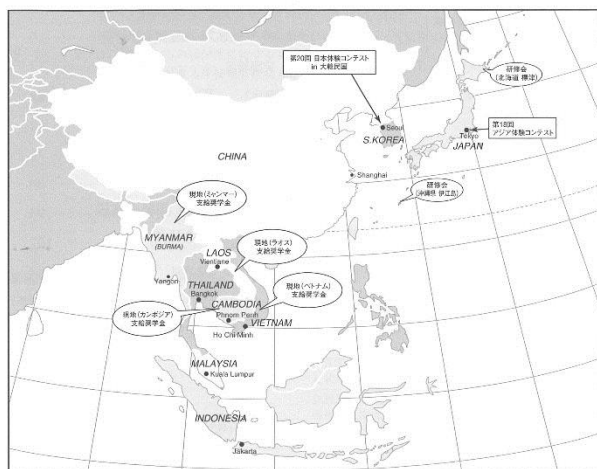 第20回 日本体験コンテスト
in 大韓民国
研修会
(北海道 標津)
Seoul
S.KOREA
第18回
アジア体験コンテスト
Tokyo
JAPAN
CHINA
Shanghai
研修会
(沖縄県 伊江島)
現地(ミャンマー)
支給奨学金
MYANMAR
(BURMA)
LAOS
Vientiane
現地(ラオス)
支給奨学金
Yangon
THAILAND
Bangkok
現地(ベトナム)
支給奨学金
CAMBODIA
Phnom Penh
現地(カンボジア)
支給奨学金
VIETNAM
Ho Chi Minh
MALAYSIA
Kuala Lumpur
INDONESIA
Jakarta